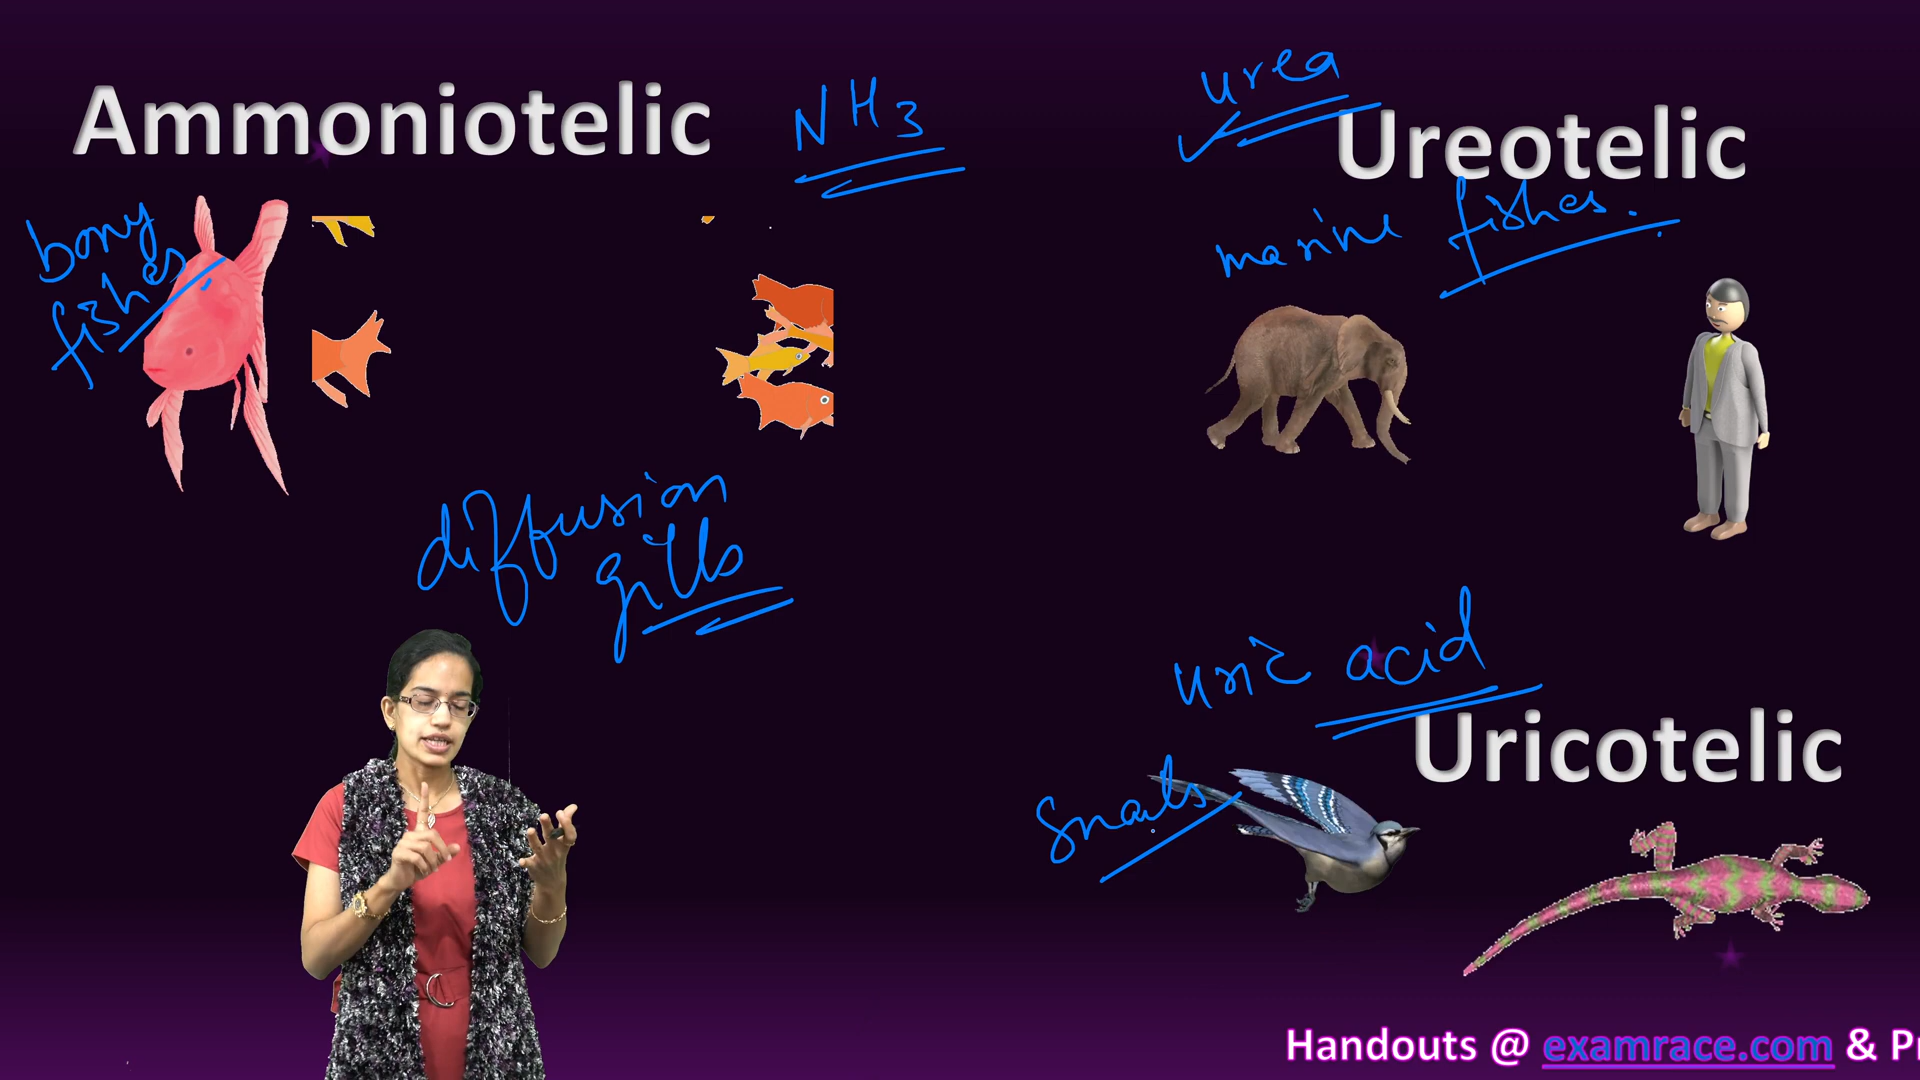 Ammoniotelic
NH3
bony
fishes
diffusion
gills
urea
Ureotelic
marine fishes.
uric acid
Uricotelic
Snails
Handouts @ examrace.com & Pr